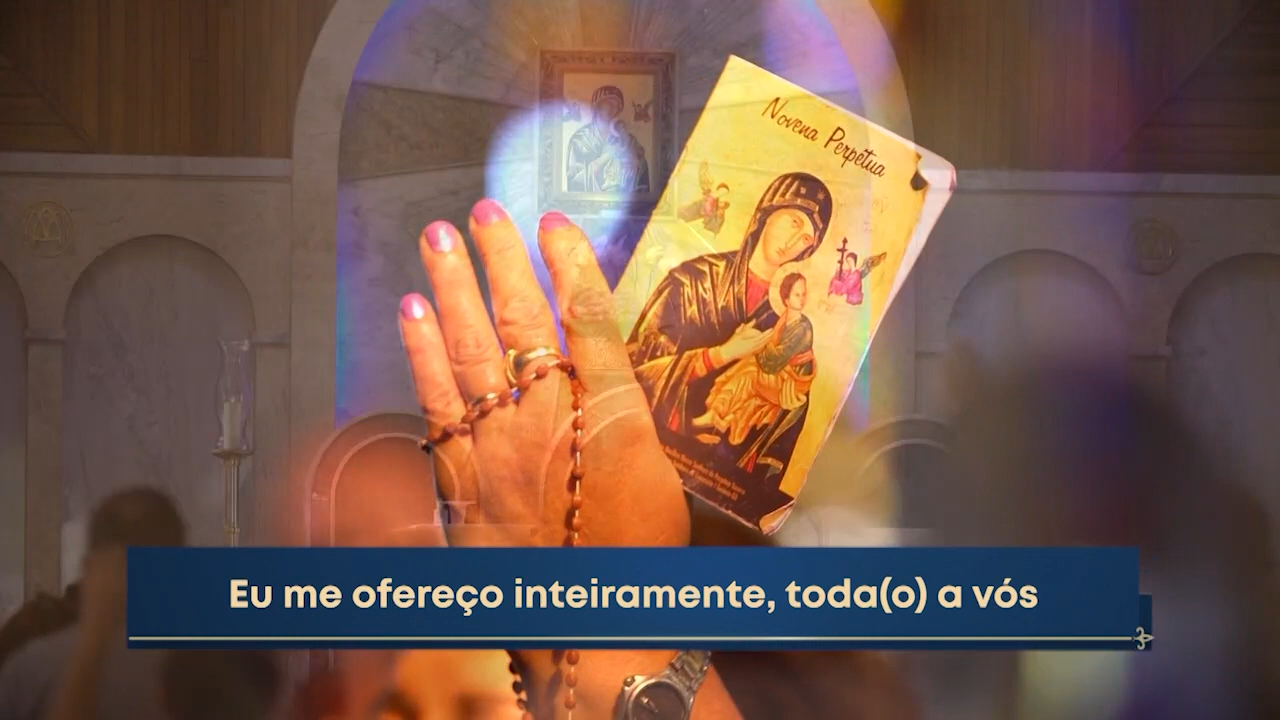 Novena Perpétua
Eu me ofereço inteiramente, toda(o) a vós